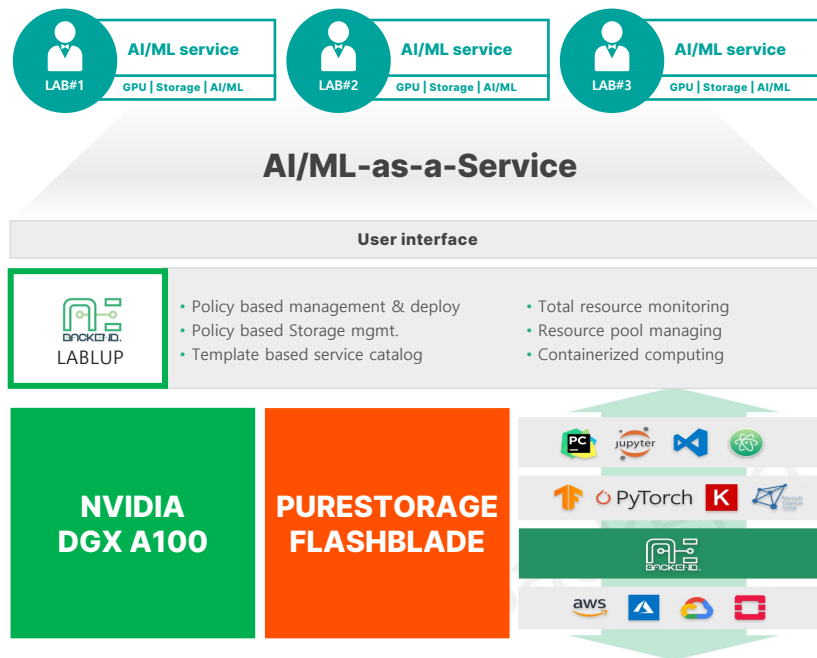 AI/ML service
LAB#1
GPU | Storage | AI/ML
AI/ML service
LAB#2
GPU | Storage | AI/ML
AI/ML service
LAB#3
GPU | Storage | AI/ML
AI/ML-as-a-Service
User interface
BACKEND.
LABLUP
• Policy based management & deploy
• Policy based Storage mgmt.
• Template based service catalog
• Total resource monitoring
• Resource pool managing
• Containerized computing
NVIDIA
DGX A100
PURESTORAGE
FLASHBLADE
PC
jupyter
PyTorch
K
BACKEND.
aws